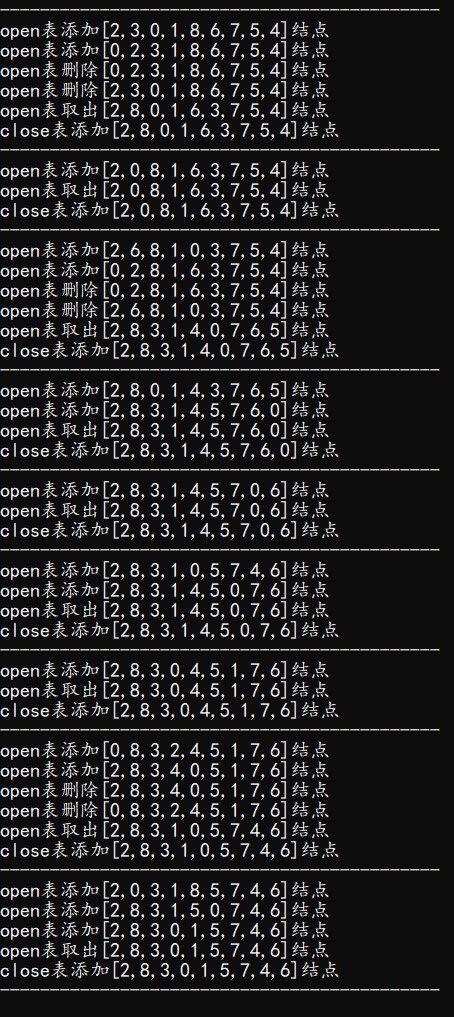 open表添加[2,3,0,1,8,6,7,5,4]结点
open表添加[0,2,3,1,8,6,7,5,4]结点
open表删除[0,2,3,1,8,6,7,5,4]结点
open表删除[2,3,0,1,8,6,7,5,4]结点
open表取出[2,8,0,1,6,3,7,5,4]结点
close表添加[2,8,0,1,6,3,7,5,4]结点
open表添加[2,0,8,1,6,3,7,5,4]结点
open表取出[2,0,8,1,6,3,7,5,4]结点
close表添加[2,0,8,1,6,3,7,5,4]结点
open表添加[2,6,8,1,0,3,7,5,4]结点
open表添加[0,2,8,1,6,3,7,5,4]结点
open表删除[0,2,8,1,6,3,7,5,4]结点
open表删除[2,6,8,1,0,3,7,5,4]结点
open表取出[2,8,3,1,4,0,7,6,5]结点
close表添加[2,8,3,1,4,0,7,6,5]结点
open表添加[2,8,0,1,4,3,7,6,5]结点
open表添加[2,8,3,1,4,5,7,6,0]结点
open表取出[2,8,3,1,4,5,7,6,0]结点
close表添加[2,8,3,1,4,5,7,6,0]结点
open表添加[2,8,3,1,4,5,7,0,6]结点
open表取出[2,8,3,1,4,5,7,0,6]结点
close表添加[2,8,3,1,4,5,7,0,6]结点
open表添加[2,8,3,1,0,5,7,4,6]结点
open表添加[2,8,3,1,4,5,0,7,6]结点
open表取出[2,8,3,1,4,5,0,7,6]结点
close表添加[2,8,3,1,4,5,0,7,6]结点
open表添加[2,8,3,0,4,5,1,7,6]结点
open表取出[2,8,3,0,4,5,1,7,6]结点
close表添加[2,8,3,0,4,5,1,7,6]结点
open表添加[0,8,3,2,4,5,1,7,6]结点
open表添加[2,8,3,4,0,5,1,7,6]结点
open表删除[2,8,3,4,0,5,1,7,6]结点
open表删除[0,8,3,2,4,5,1,7,6]结点
open表取出[2,8,3,1,0,5,7,4,6]结点
close表添加[2,8,3,1,0,5,7,4,6]结点
open表添加[2,0,3,1,8,5,7,4,6]结点
open表添加[2,8,3,1,5,0,7,4,6]结点
open表添加[2,8,3,0,1,5,7,4,6]结点
open表取出[2,8,3,0,1,5,7,4,6]结点
close表添加[2,8,3,0,1,5,7,4,6]结点